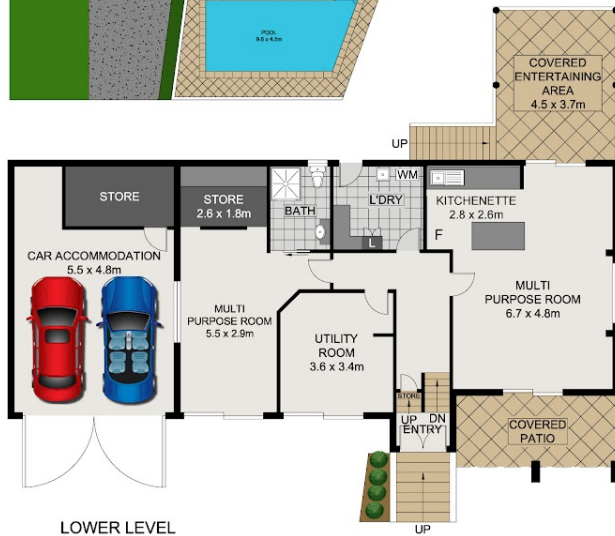 POOL
9.6 x 4.5m
COVERED
ENTERTAINING
AREA
4.5 x 3.7m
UP
STORE
STORE
2.6 x 1.8m
BATH
WM
L'DRY
L
KITCHENETTE
2.8 x 2.6m
F
CAR ACCOMMODATION
5.5 x 4.8m
MULTI
PURPOSE ROOM
5.5 x 2.9m
UTILITY
ROOM
3.6 x 3.4m
MULTI
PURPOSE ROOM
6.7 x 4.8m
STORE
UP DN
ENTRY
COVERED
PATIO
UP
LOWER LEVEL